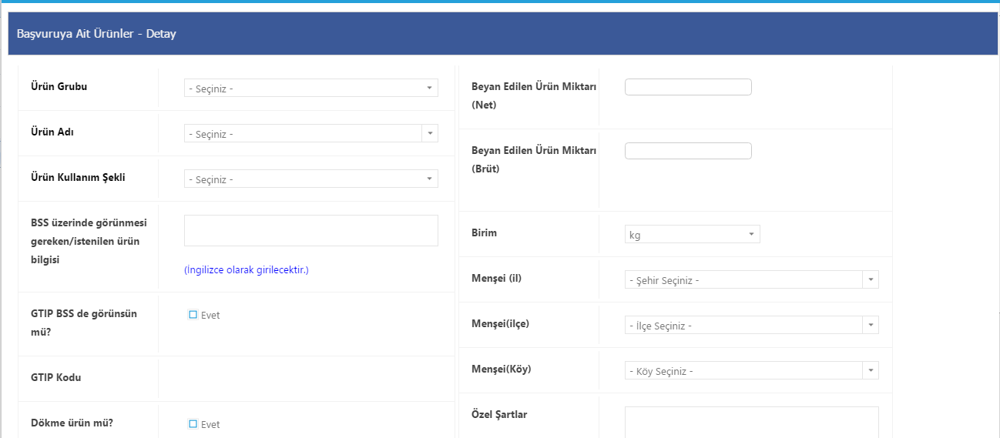 Başvuruya Ait Ürünler - Detay
Ürün Grubu
- Seçiniz -
Ürün Adı
- Seçiniz -
Ürün Kullanım Şekli
- Seçiniz -
BSS üzerinde görünmesi
gereken/istenilen ürün
bilgisi
(İngilizce olarak girilecektir.)
GTIP BSS de görünsün
mü?
Evet
GTIP Kodu
Dökme ürün mü?
Evet
Beyan Edilen Ürün Miktarı
(Net)
Beyan Edilen Ürün Miktarı
(Brüt)
Birim
kg
Menşei (il)
- Şehir Seçiniz -
Menşei(ilçe)
- İlçe Seçiniz -
Menşei(Köy)
- Köy Seçiniz -
Özel Şartlar